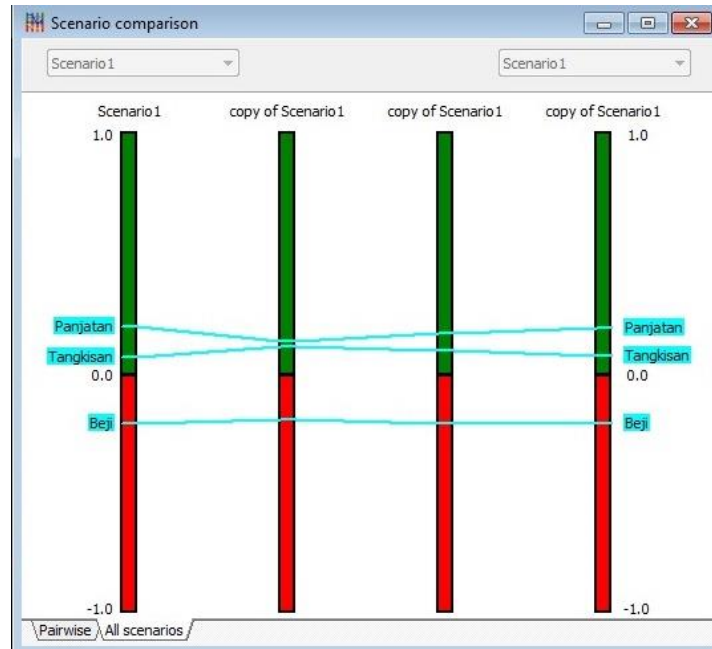 Scenario comparison
Scenario1 Scenario1
Scenario1 copy of Scenario1 copy of Scenario1 copy of Scenario1
1.0 1.0
Panjatan Panjatan
Tangkisan Tangkisan
0.0 0.0
Beji Beji
-1.0 -1.0
Pairwise All scenarios